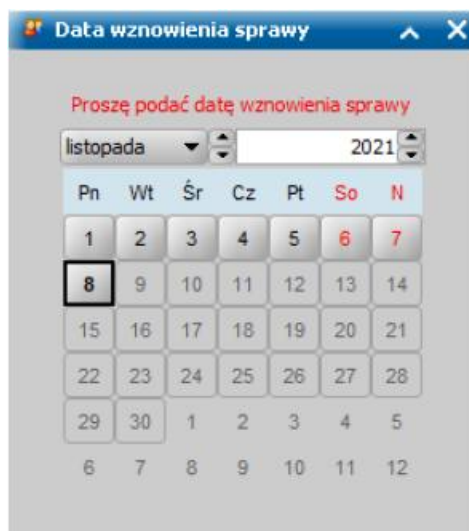 Data wznowienia sprawy
Proszę podać datę wznowienia sprawy
listopada 2021
Pn Wt Śr Cz Pt So N
1 2 3 4 5 6 7
8 9 10 11 12 13 14
15 16 17 18 19 20 21
22 23 24 25 26 27 28
29 30 1 2 3 4 5
6 7 8 9 10 11 12